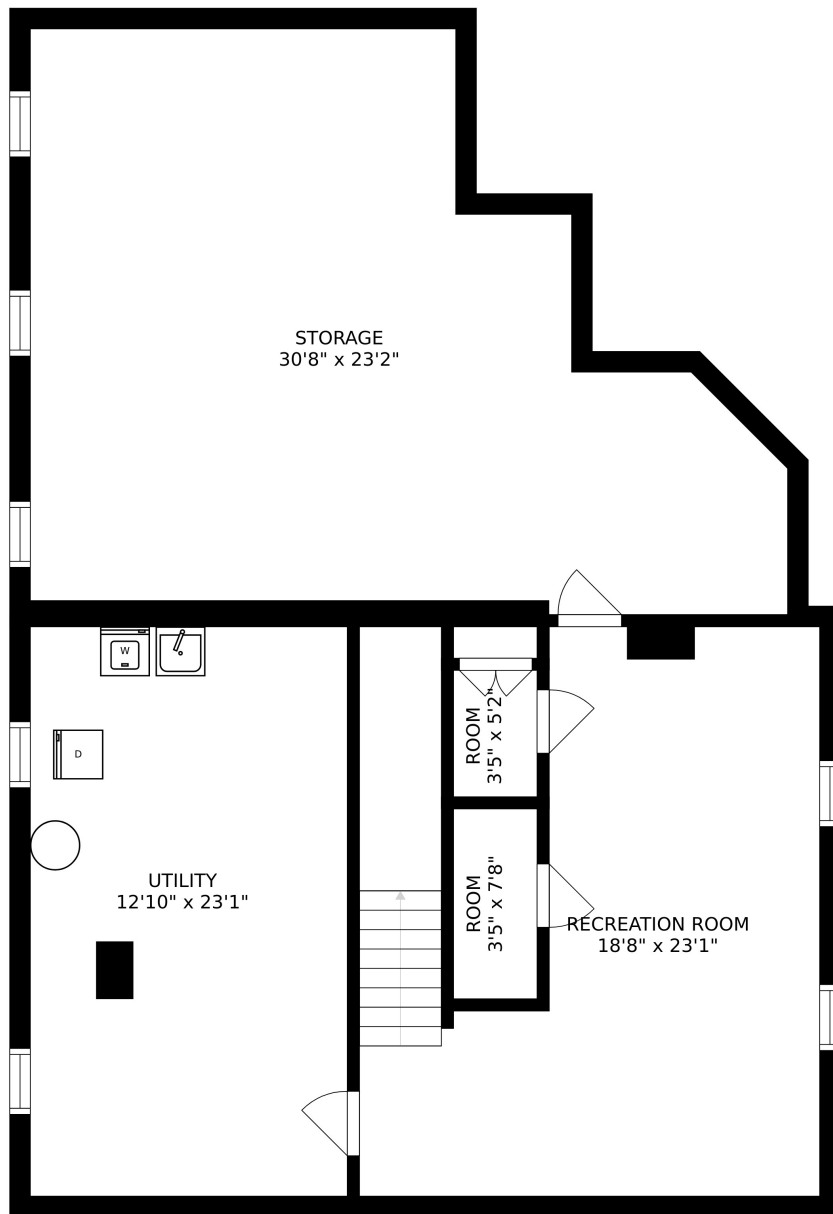 STORAGE
30'8" x 23'2"
W
D
ROOM
3'5" x 5'2"
UTILITY
12'10" x 23'1"
ROOM
3'5" x 7'8"
RECREATION ROOM
18'8" x 23'1"